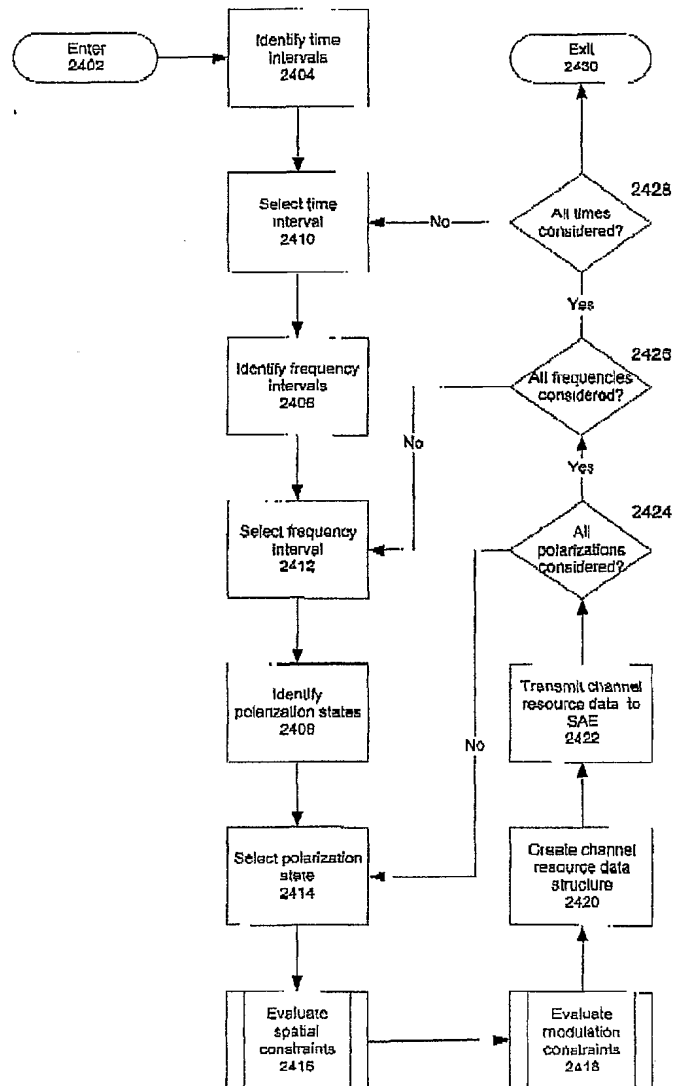 Enter
2402
Identify time
intervals
2404
Exit
2430
Select time
interval
2410
No
All times
considered?
2428
Yes
Identify frequency
intervals
2406
All frequencies
considered?
2426
No
Yes
Select frequency
interval
2412
All
polarizations
considered?
2424
Identify
polarization states
2408
Transmit channel
resource data to
SAE
2422
No
Select polarization
state
2414
Create channel
resource data
structure
2420
Evaluate
spatial
constraints
2416
Evaluate
modulation
constraints
2418